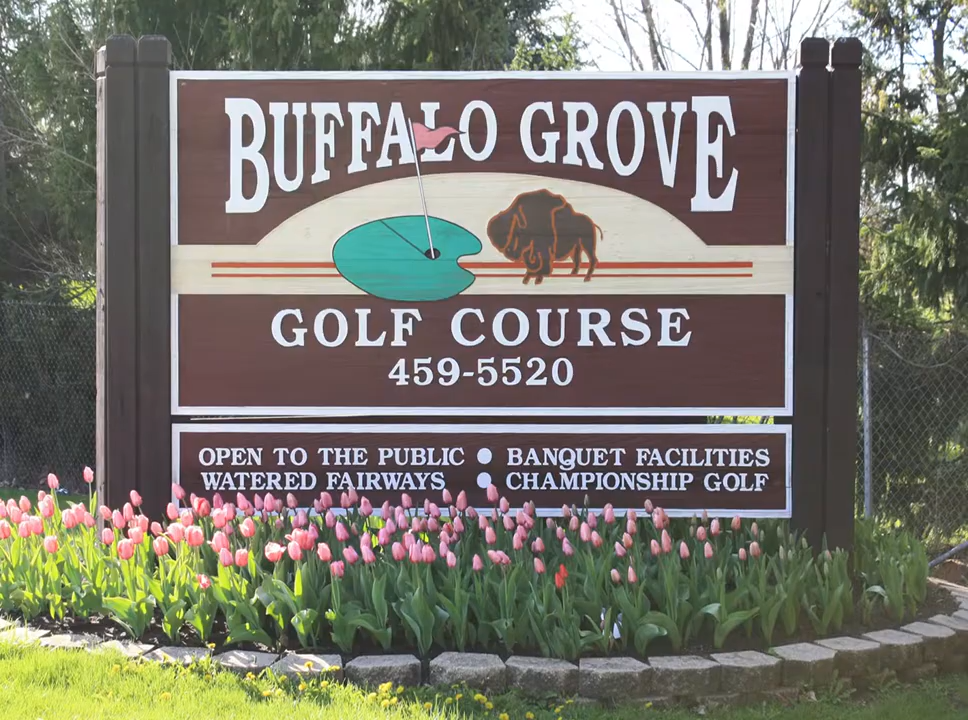 BUFFALO GROVE
GOLF COURSE
459-5520
OPEN TO THE PUBLIC • BANQUET FACILITIES
WATERED FAIRWAYS • CHAMPIONSHIP GOLF